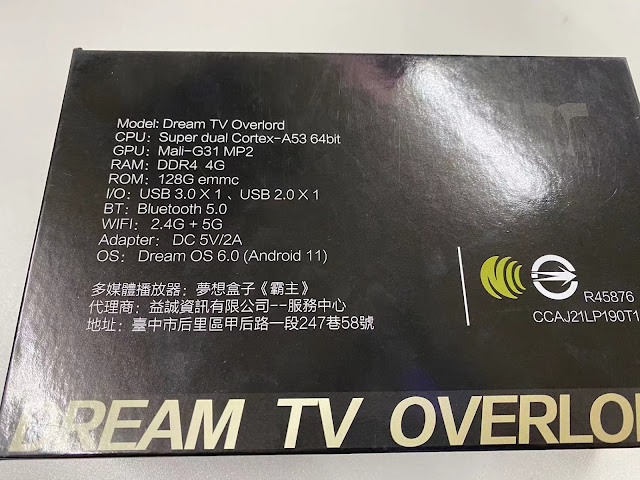 Model: Dream TV Overlord
CPU: Super dual Cortex-A53 64bit
GPU: Mali-G31 MP2
RAM: DDR4 4G
ROM: 128G emmc
I/O: USB 3.0 X 1、USB 2.0 X 1
BT: Bluetooth 5.0
WIFI: 2.4G + 5G
Adapter: DC 5V/2A
OS: Dream OS 6.0 (Android 11)
多媒體播放器：夢想盒子《霸主》
代理商：益誠資訊有限公司--服務中心
地址：臺中市后里區甲后路一段247巷58號
R45876
CCAJ21LP190T1
DREAM TV OVERLO